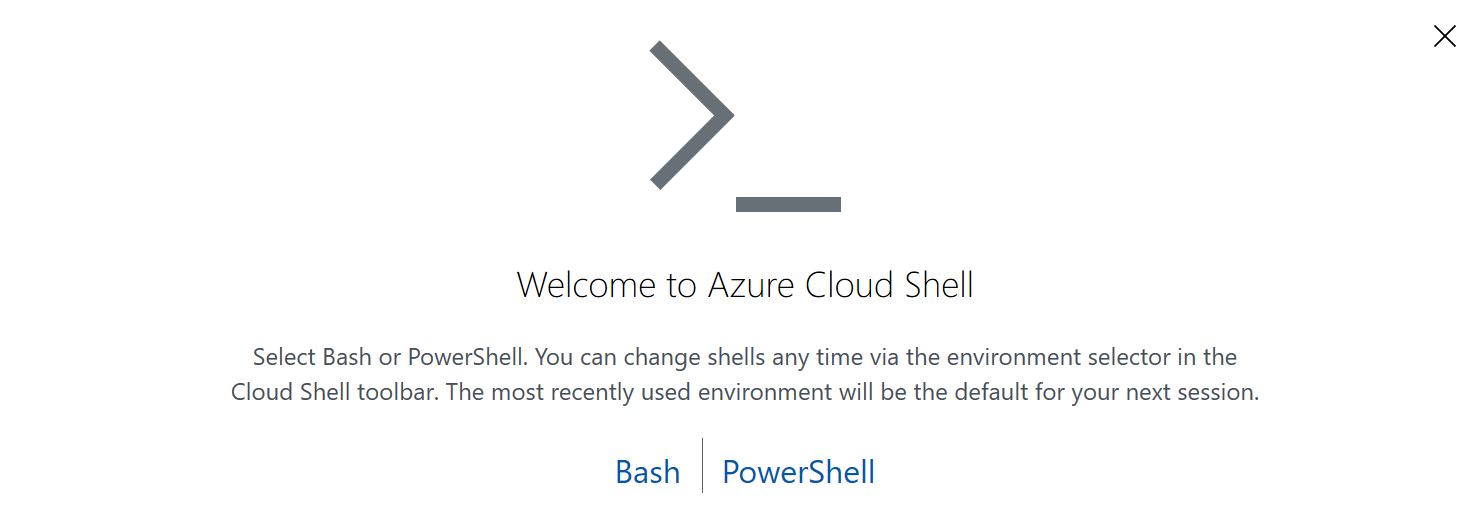 Welcome to Azure Cloud Shell
Select Bash or PowerShell. You can change shells any time via the environment selector in the
Cloud Shell toolbar. The most recently used environment will be the default for your next session.
Bash | PowerShell